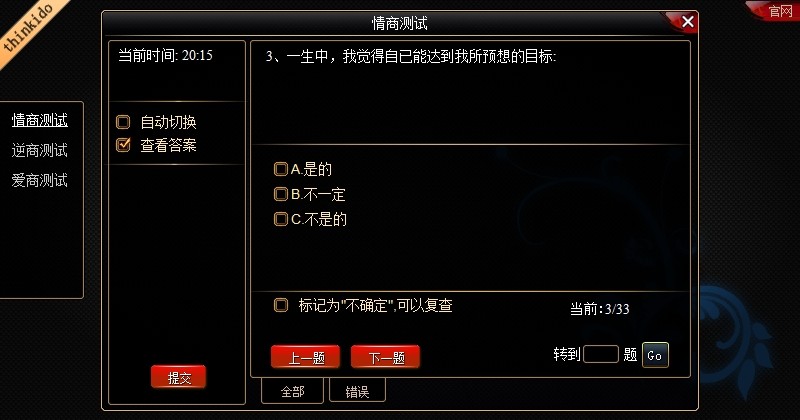 thinkido
情商测试
官网
当前时间: 20:15
3、一生中，我觉得自已能达到我所预想的目标:
情商测试
逆商测试
爱商测试
自动切换
查看答案
A.是的
B.不一定
C.不是的
标记为"不确定",可以复查
当前:3/33
上一题
下一题
转到 题 Go
提交
全部
错误